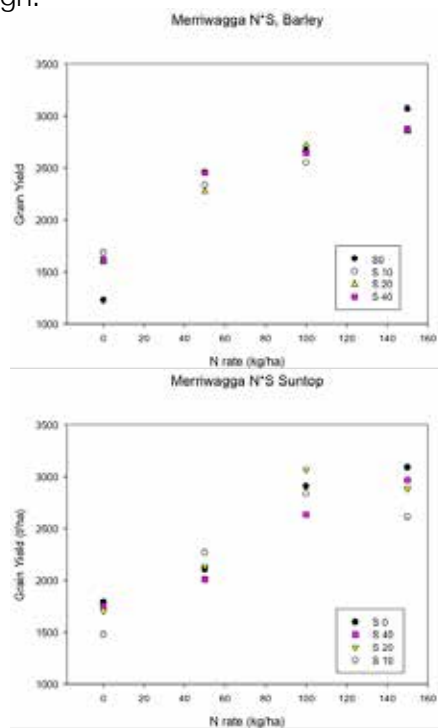 gh.
Merriwagga N*S, Barley
3500
3000
2500
2000
1500
1000
Grain Yield
S0
S 10
S 20
S 40
0 20 40 60 80 100 120 140 160
N rate (kg/ha)
Merriwagga N*S Suntop
3500
3000
2500
2000
1500
1000
Grain Yield (t/ha)
S 0
S 40
S 20
S 10
0 20 40 60 80 100 120 140 160
N rate (kg/ha)